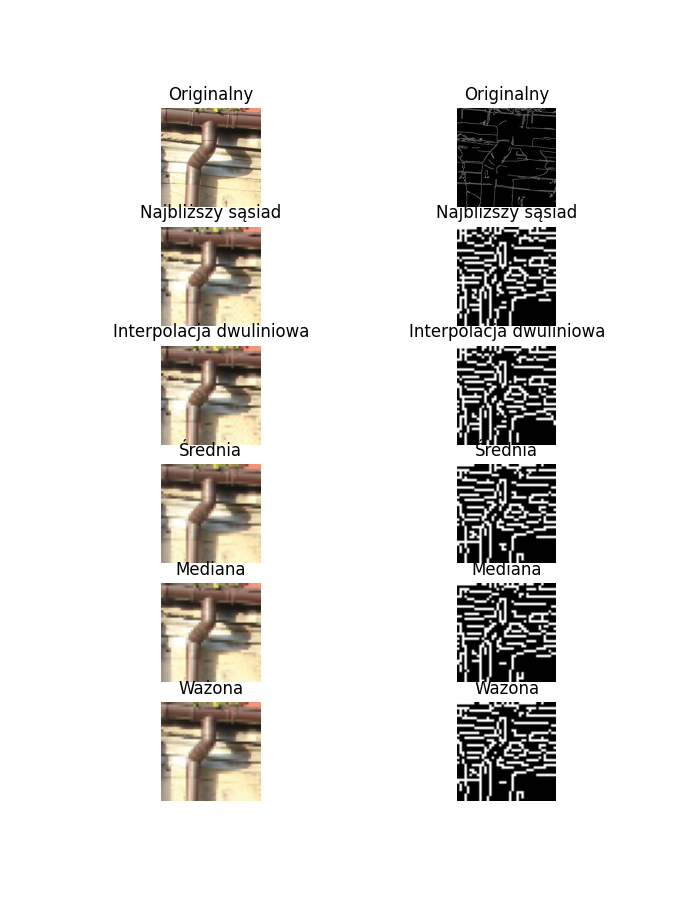 Originalny
Originalny
Najbliższy sąsiad
Najbliższy sąsiad
Interpolacja dwuliniowa
Interpolacja dwuliniowa
Średnia
Średnia
Mediana
Mediana
Ważona
Ważona